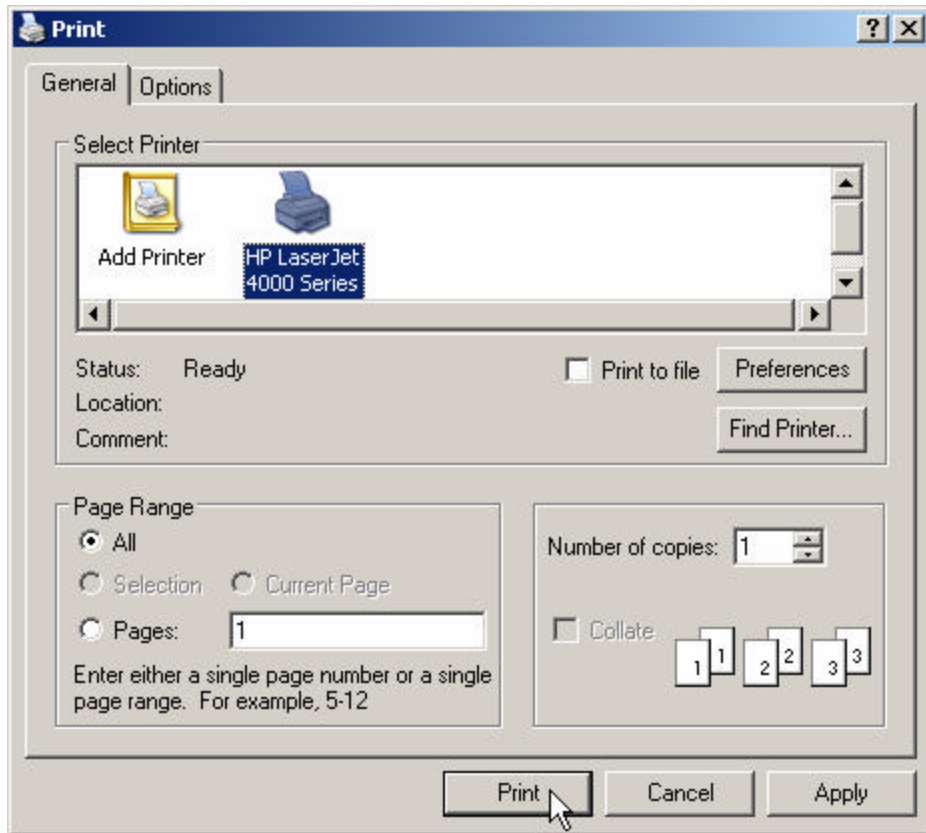 Print
General
Options
Select Printer
Add Printer
HP LaserJet
4000 Series
Status: Ready
Location:
Comment:
Print to file
Preferences
Find Printer...
Page Range
All
Selection
Current Page
Pages: 1
Enter either a single page number or a single
page range. For example, 5-12
Number of copies: 1
Collate
1 1 2 2 3 3
Print
Cancel
Apply